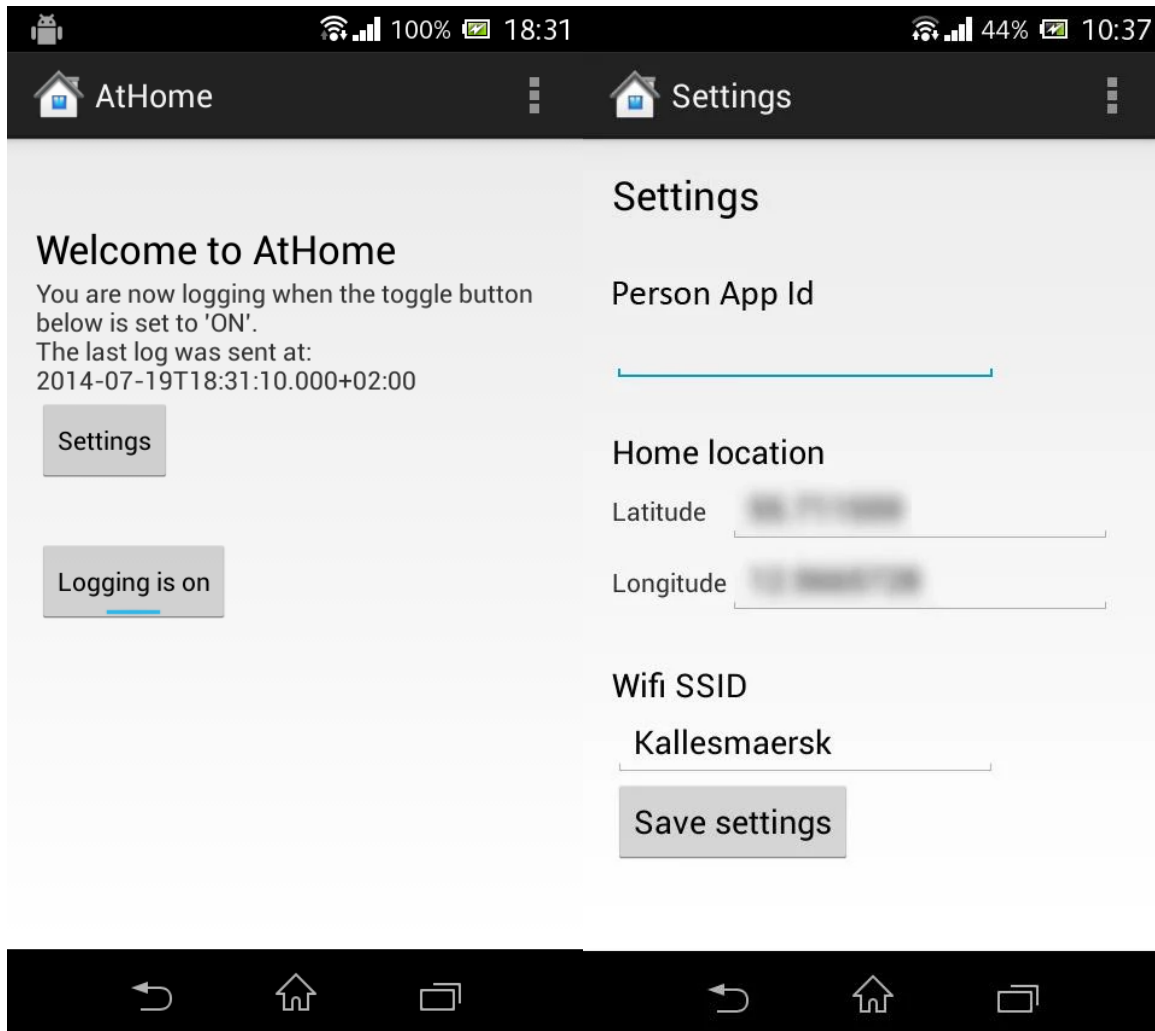 100% 18:31
AtHome
Welcome to AtHome
You are now logging when the toggle button
below is set to 'ON'.
The last log was sent at:
2014-07-19T18:31:10.000+02:00
Settings
Logging is on
44% 10:37
Settings
Settings
Person App Id
Home location
Latitude
Longitude
Wifi SSID
Kallesmaersk
Save settings